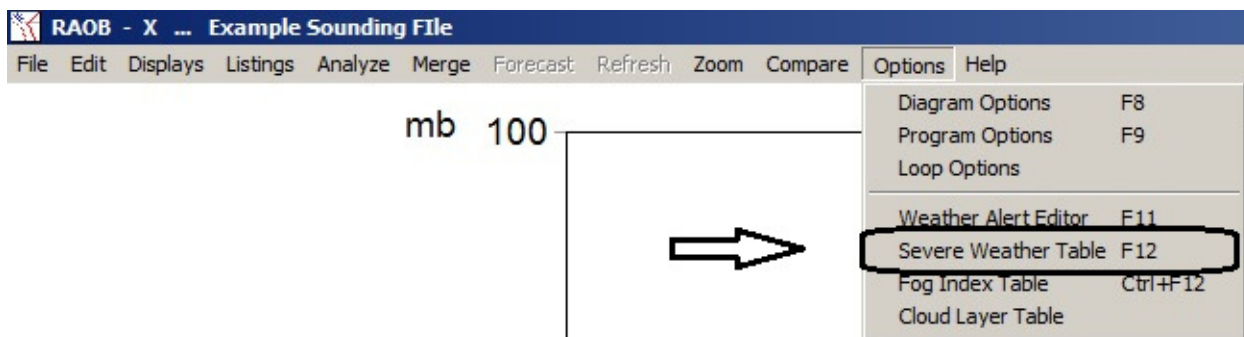 RAOB - X ... Example Sounding FIle
File Edit Displays Listings Analyze Merge Forecast Refresh Zoom Compare Options Help
mb 100
Diagram Options F8
Program Options F9
Loop Options
Weather Alert Editor F11
Severe Weather Table F12
Fog Index Table Ctrl+F12
Cloud Layer Table